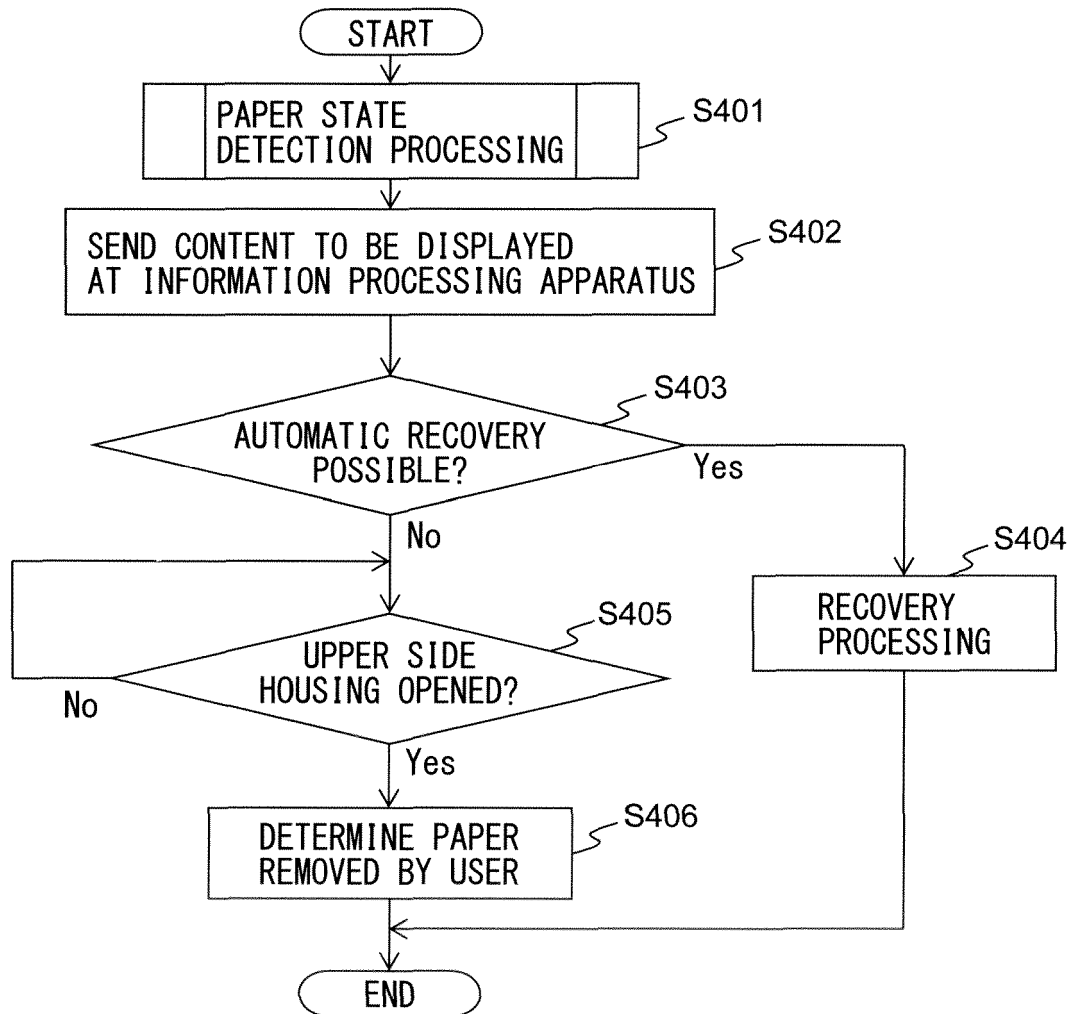 START
PAPER STATE
DETECTION PROCESSING
S401
SEND CONTENT TO BE DISPLAYED
AT INFORMATION PROCESSING APPARATUS
S402
S403
AUTOMATIC RECOVERY
POSSIBLE?
Yes
No
S404
RECOVERY
PROCESSING
S405
UPPER SIDE
HOUSING OPENED?
No
Yes
S406
DETERMINE PAPER
REMOVED BY USER
END